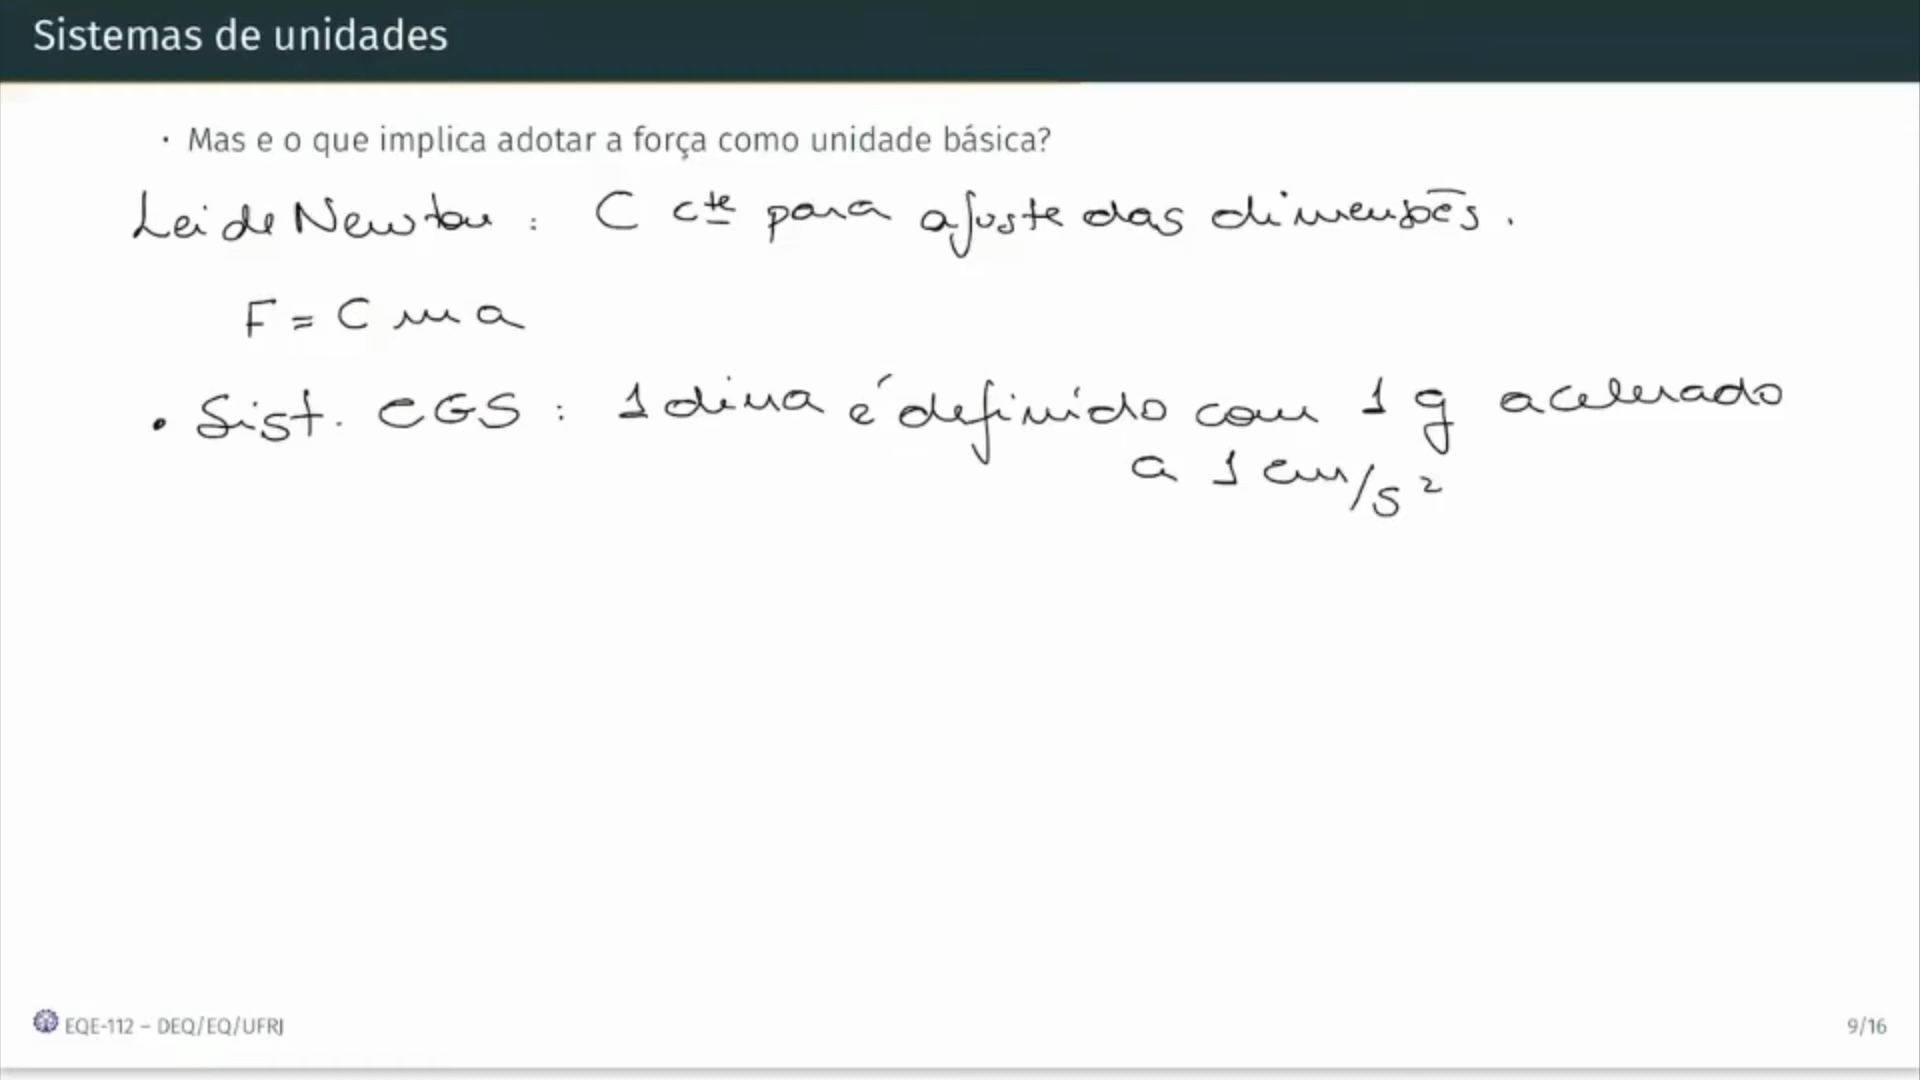 Sistemas de unidades
· Mas e o que implica adotar a força como unidade básica?
Lei de Newton : C cte para ajuste das dimensões.
F = C m a
• Sist. CGS : 1 dina é definido com 1 g acelerado
a 1 cm/s²
EQE-112 – DEQ/EQ/UFRJ
9/16